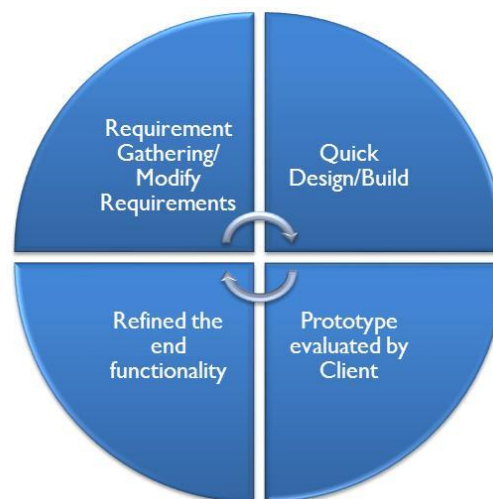 Requirement
Gathering/
Modify
Requirements
Quick
Design/Build
Refined the
end
functionality
Prototype
evaluated by
Client